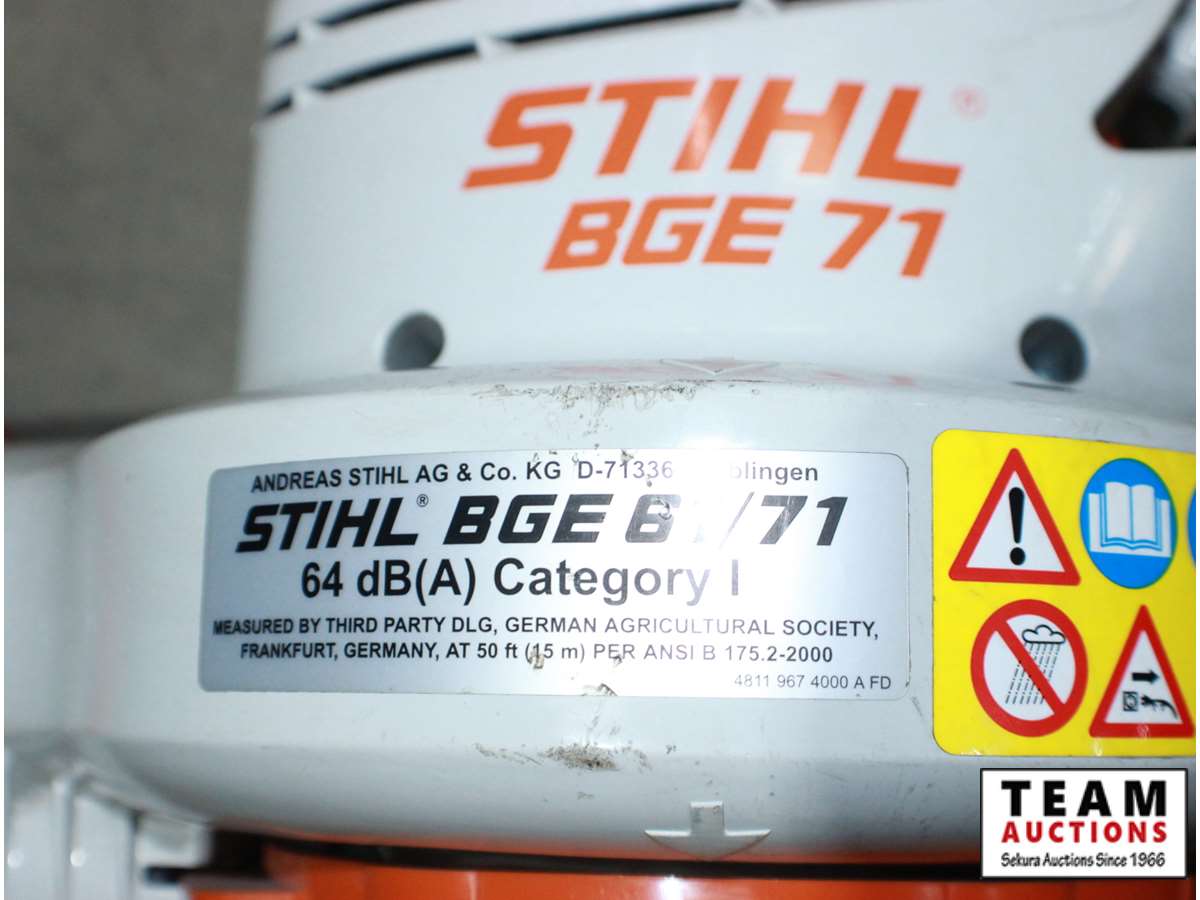 STIHL®
BGE 71
ANDREAS STIHL AG & Co. KG D-71336
STIHL® BGE 61/71
64 dB(A) Category I
MEASURED BY THIRD PARTY DLG, GERMAN AGRICULTURAL SOCIETY,
FRANKFURT, GERMANY, AT 50 ft (15 m) PER ANSI B 175.2-2000
4811 967 4000 A FD
TEAM
AUCTIONS
Sekura Auctions Since 1966